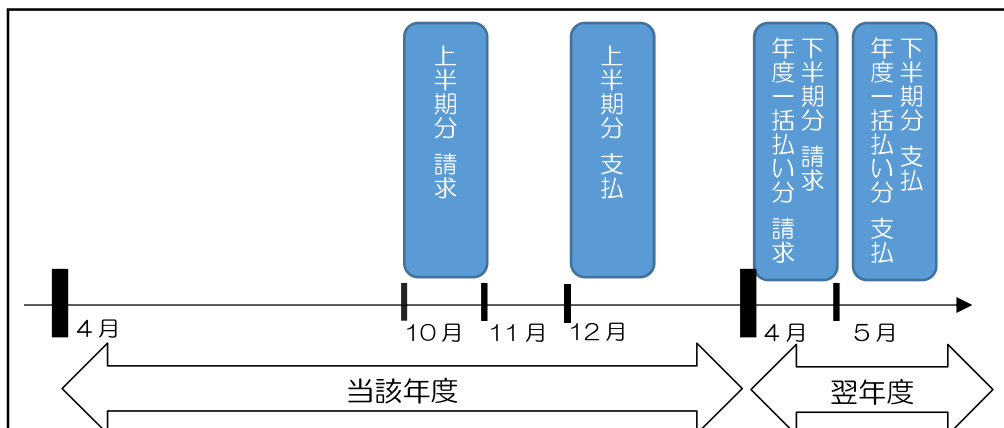 上半期分 請求
上半期分 支払
下半期分 請求
年度一括払い分 請求
下半期分 支払
年度一括払い分 支払
４月
10月
11月
12月
４月
５月
当該年度
翌年度